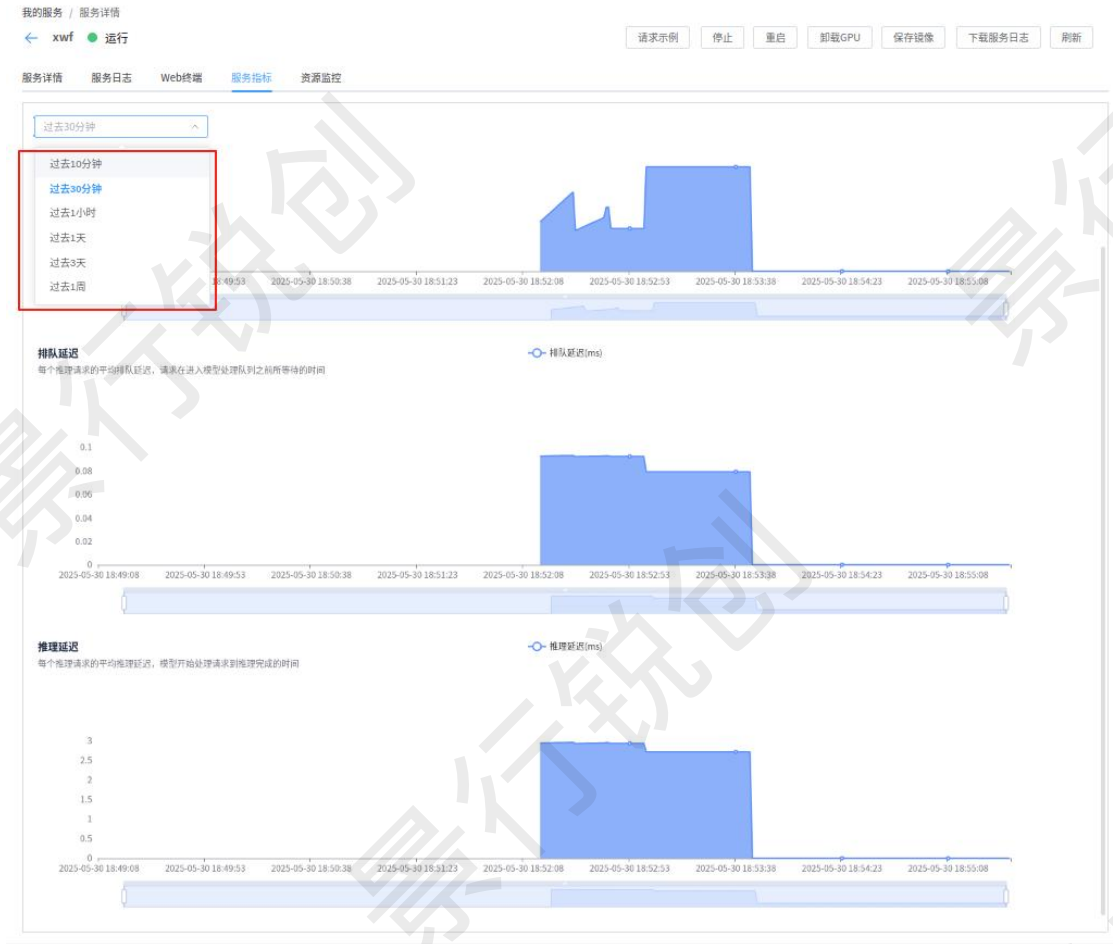 我的服务 / 服务详情
← xwf 运行 请求示例 停止 重启 卸载GPU 保存镜像 下载服务日志 刷新
服务详情 服务日志 Web终端 服务指标 资源监控
过去30分钟
过去10分钟
过去30分钟
过去1小时
过去1天
过去3天
过去1周
18:49:53 2025-05-30 18:50:38 2025-05-30 18:51:23 2025-05-30 18:52:08 2025-05-30 18:52:53 2025-05-30 18:53:38 2025-05-30 18:54:23 2025-05-30 18:55:08
排队延迟 排队延迟(ms)
每个推理请求的平均排队延迟，请求在进入模型处理队列之前所等待的时间
0.1
0.08
0.06
0.04
0.02
0
2025-05-30 18:49:08 2025-05-30 18:49:53 2025-05-30 18:50:38 2025-05-30 18:51:23 2025-05-30 18:52:08 2025-05-30 18:52:53 2025-05-30 18:53:38 2025-05-30 18:54:23 2025-05-30 18:55:08
推理延迟 推理延迟(ms)
每个推理请求的平均推理延迟，模型开始处理请求到推理完成的时间
3
2.5
2
1.5
1
0.5
0
2025-05-30 18:49:08 2025-05-30 18:49:53 2025-05-30 18:50:38 2025-05-30 18:51:23 2025-05-30 18:52:08 2025-05-30 18:52:53 2025-05-30 18:53:38 2025-05-30 18:54:23 2025-05-30 18:55:08
景行锐创